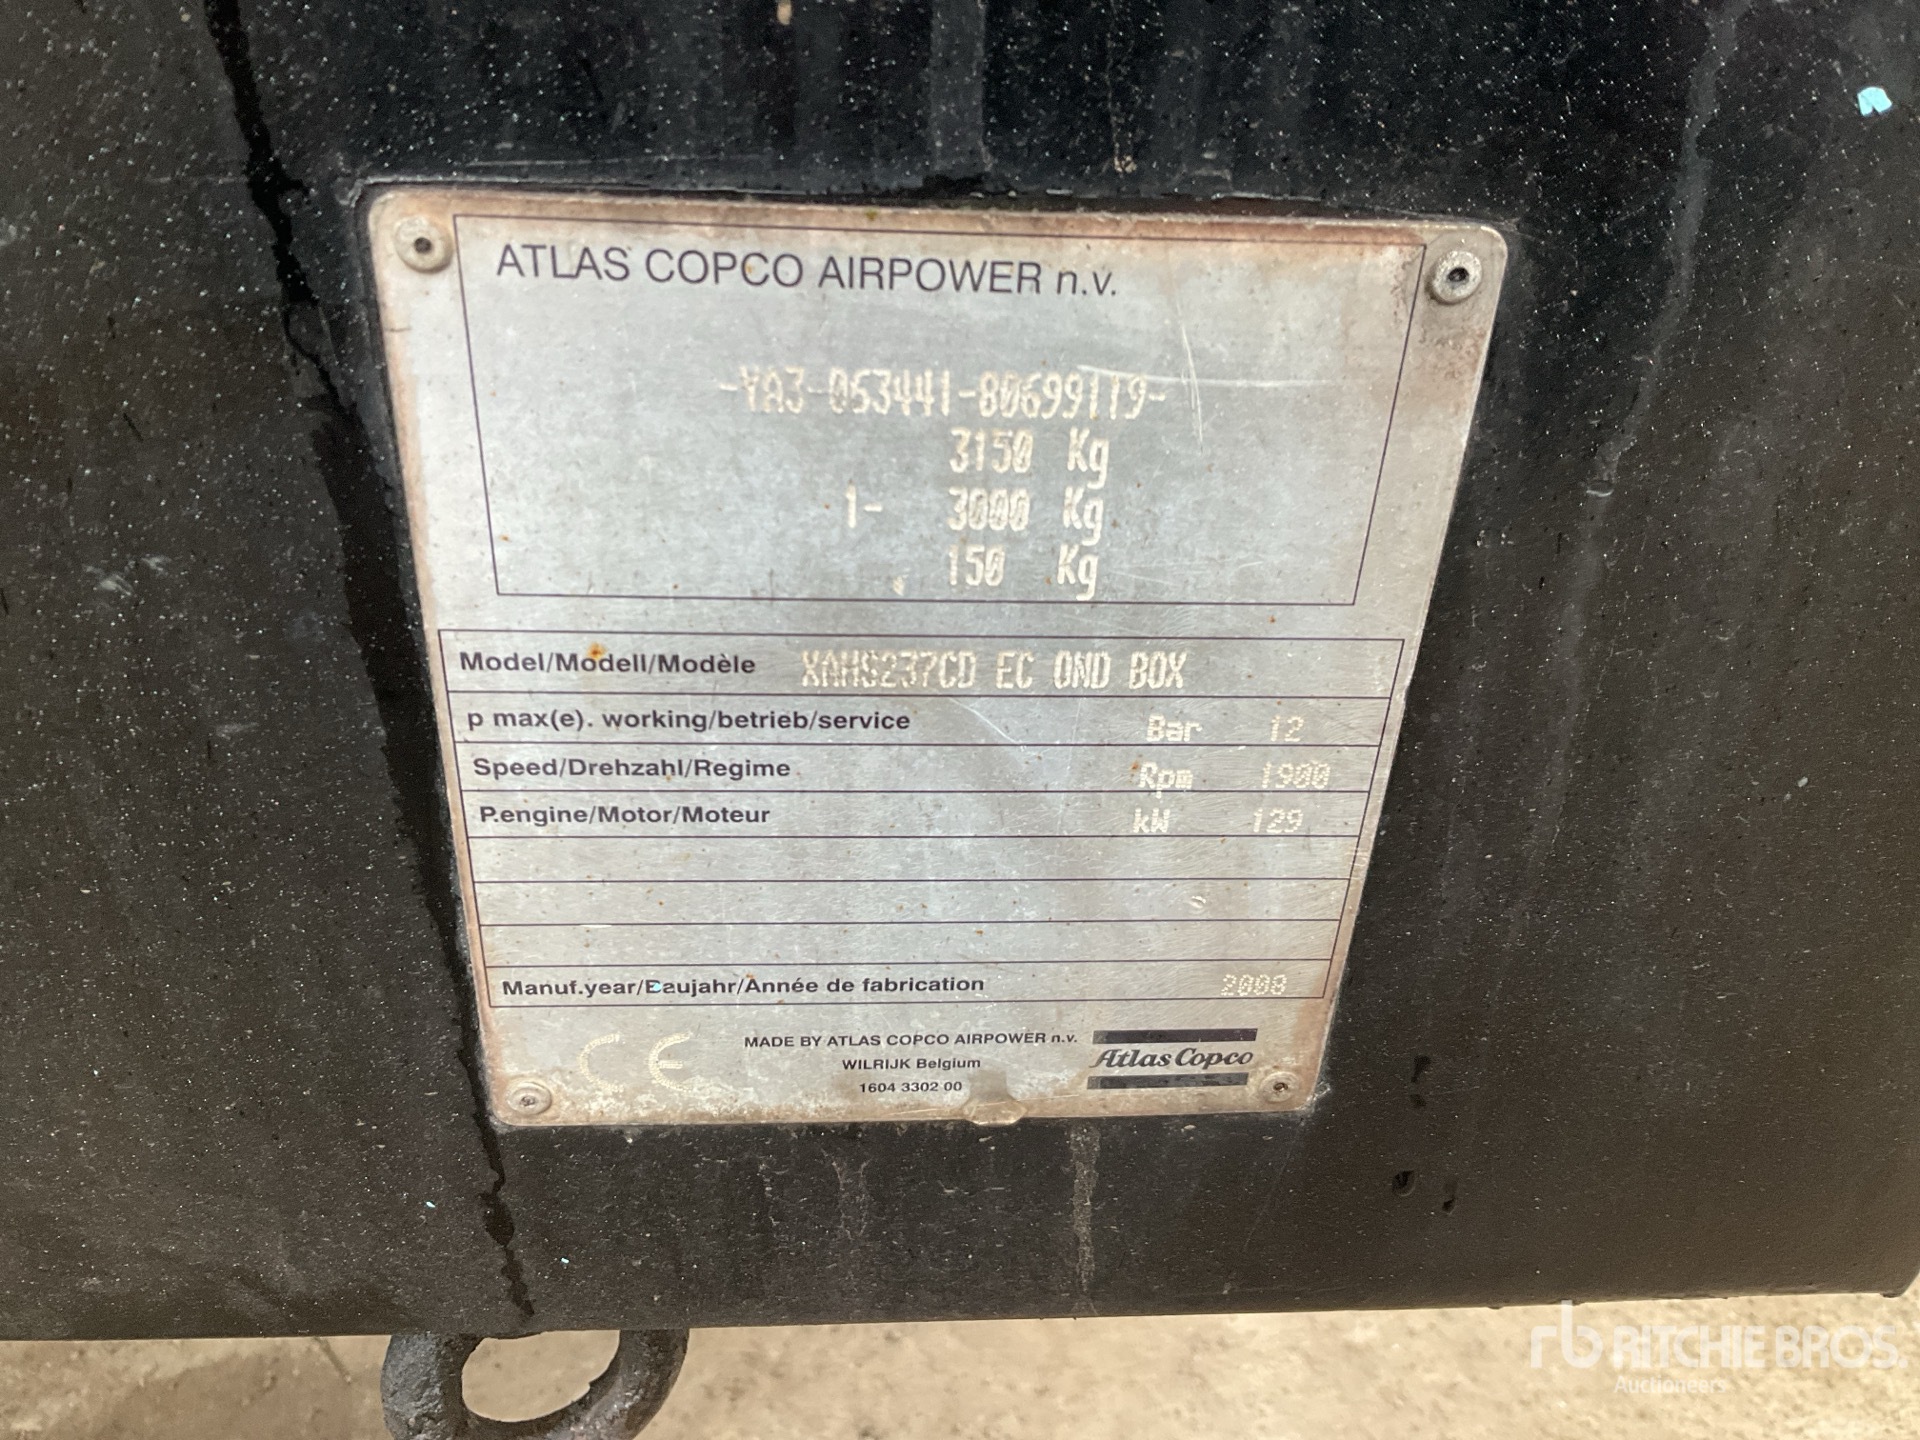 ATLAS COPCO AIRPOWER n.v.
-YA3-063441-80699119-
3150 Kg
1- 3000 Kg
150 Kg
Model/Modell/Modèle XAHS237CD EC OND BOX
p max(e). working/betrieb/service Bar 12
Speed/Drehzahl/Regime Rpm 1900
P.engine/Motor/Moteur kW 129
Manuf.year/Baujahr/Année de fabrication 2008
CE
MADE BY ATLAS COPCO AIRPOWER n.v.
WILRIJK Belgium
1604 3302 00
Atlas Copco
rb RITCHIE BROS.
Auctioneers